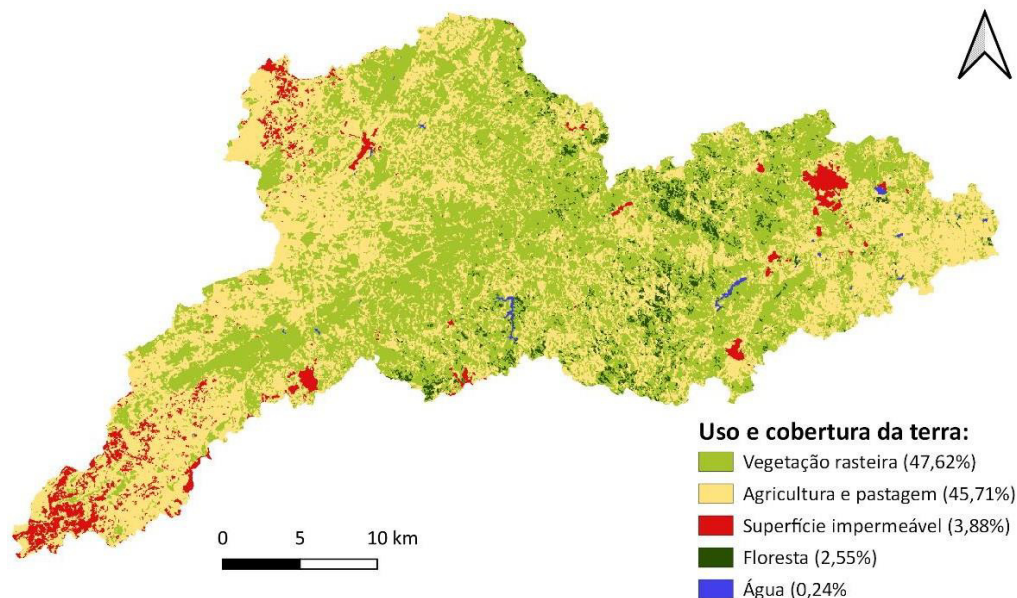 Uso e cobertura da terra:
Vegetação rasteira (47,62%)
Agricultura e pastagem (45,71%)
Superfície impermeável (3,88%)
Floresta (2,55%)
Água (0,24%
0 5 10 km